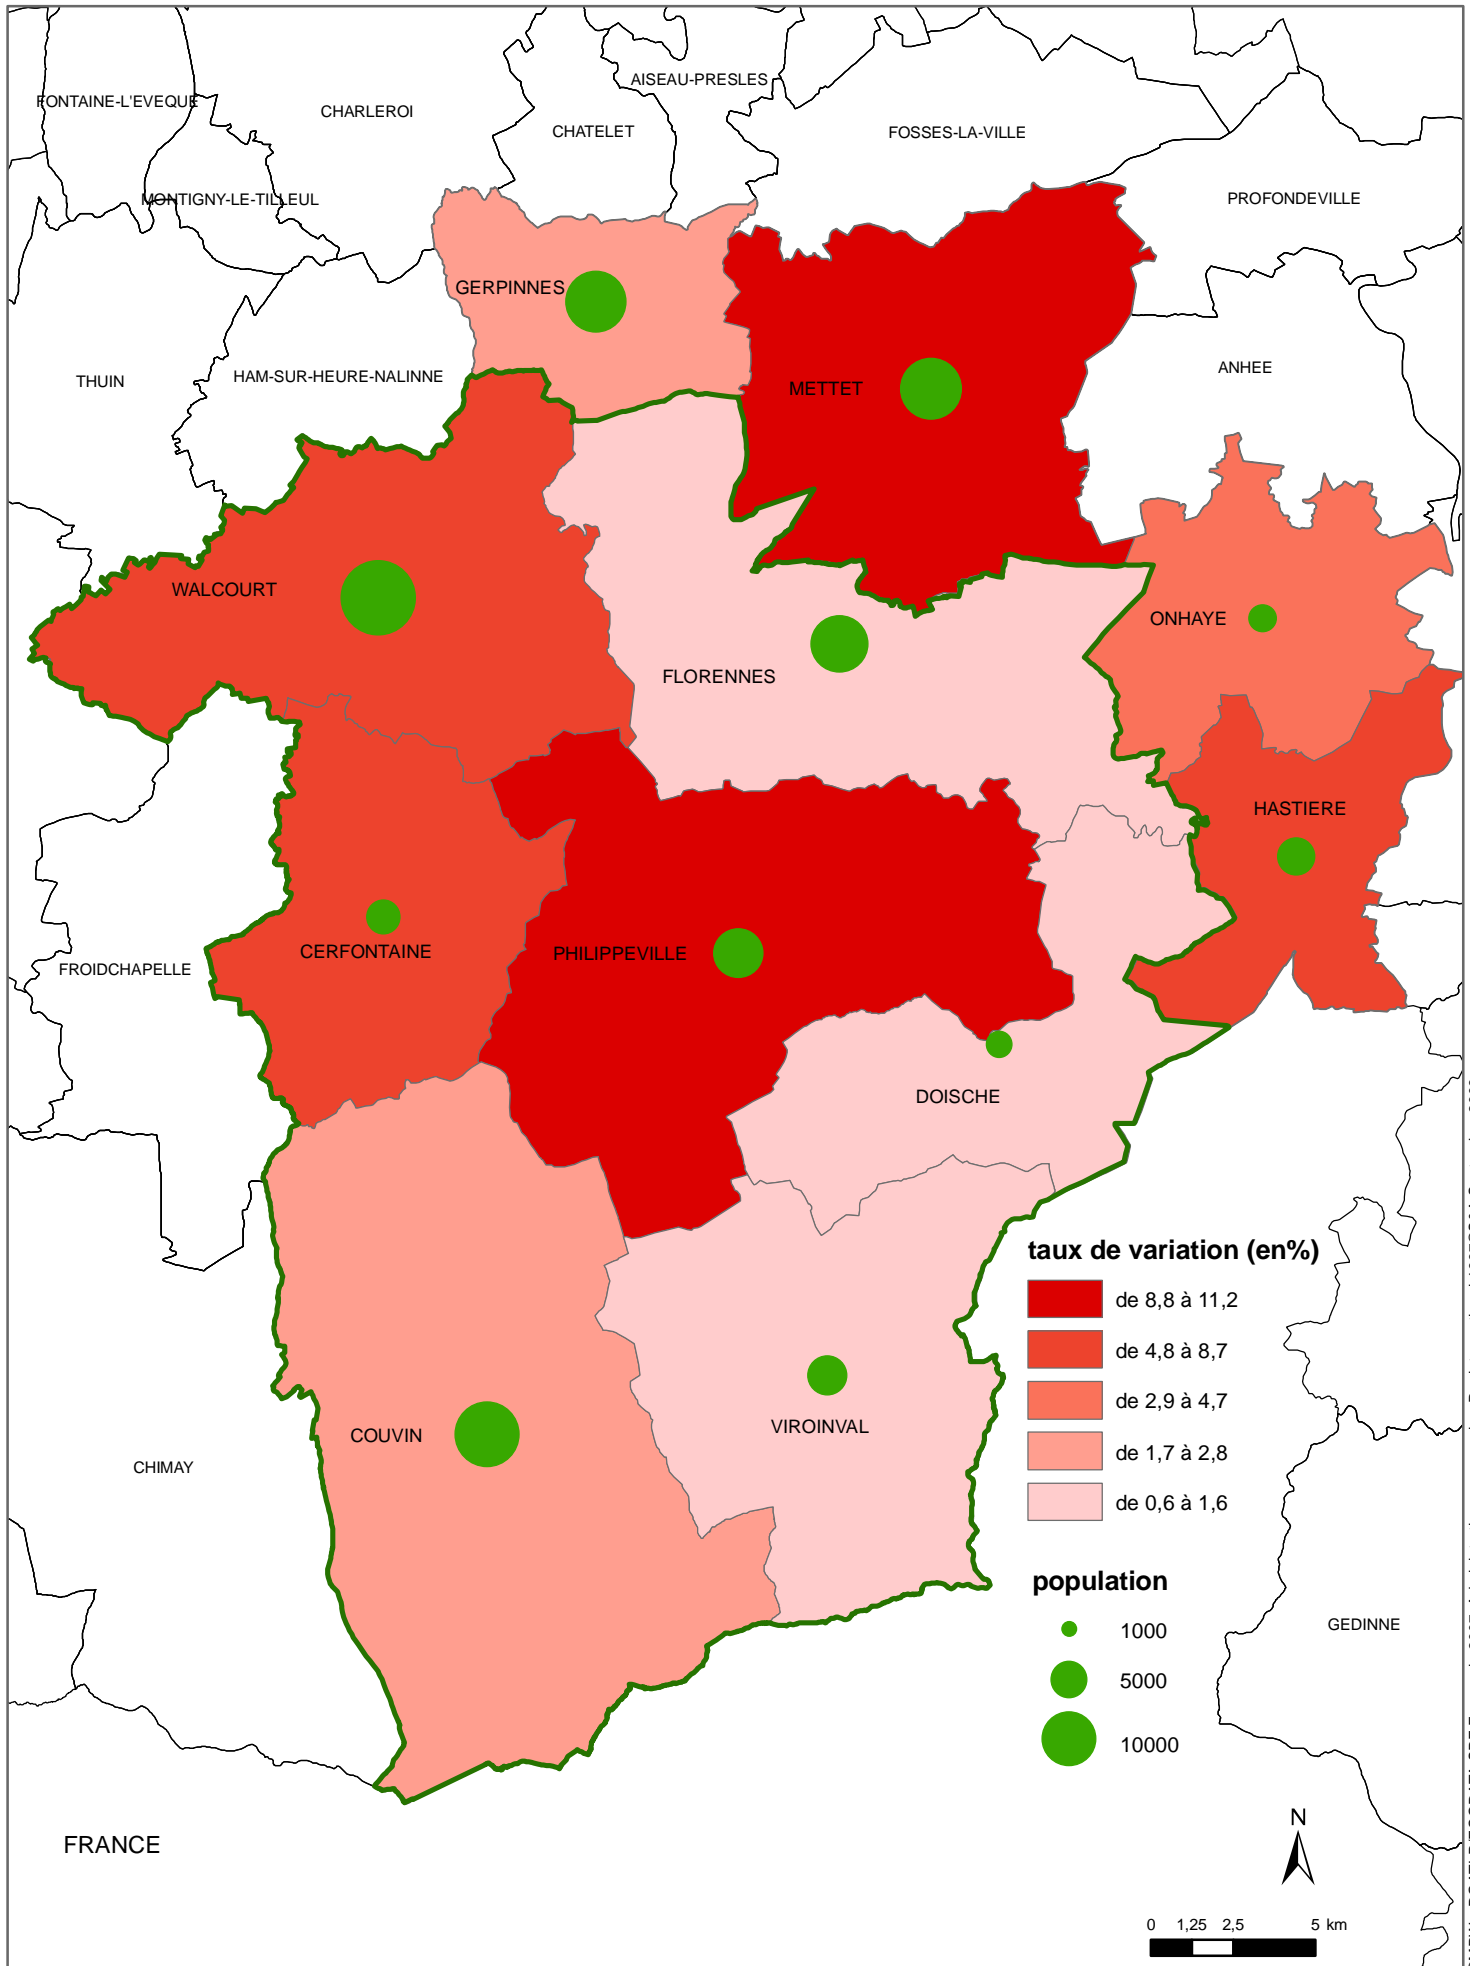 AISEAU-PRESLES
FONTAINE-L'EVEQUE
CHARLEROI
CHATELET
FOSSES-LA-VILLE
MONTIGNY-LE-TILLEUL
PROFONDEVILLE
GERPINNES
THUIN
HAM-SUR-HEURE-NALINNE
METTET
ANHEE
WALCOURT
ONHAYE
FLORENNES
HASTIERE
CERFONTAINE
PHILIPPEVILLE
FROIDCHAPELLE
DOISCHE
COUVIN
VIROINVAL
CHIMAY
GEDINNE
FRANCE
taux de variation (en%)
de 8,8 à 11,2
de 4,8 à 8,7
de 2,9 à 4,7
de 1,7 à 2,8
de 0,6 à 1,6
population
1000
5000
10000
N
0 1,25 2,5 5 km